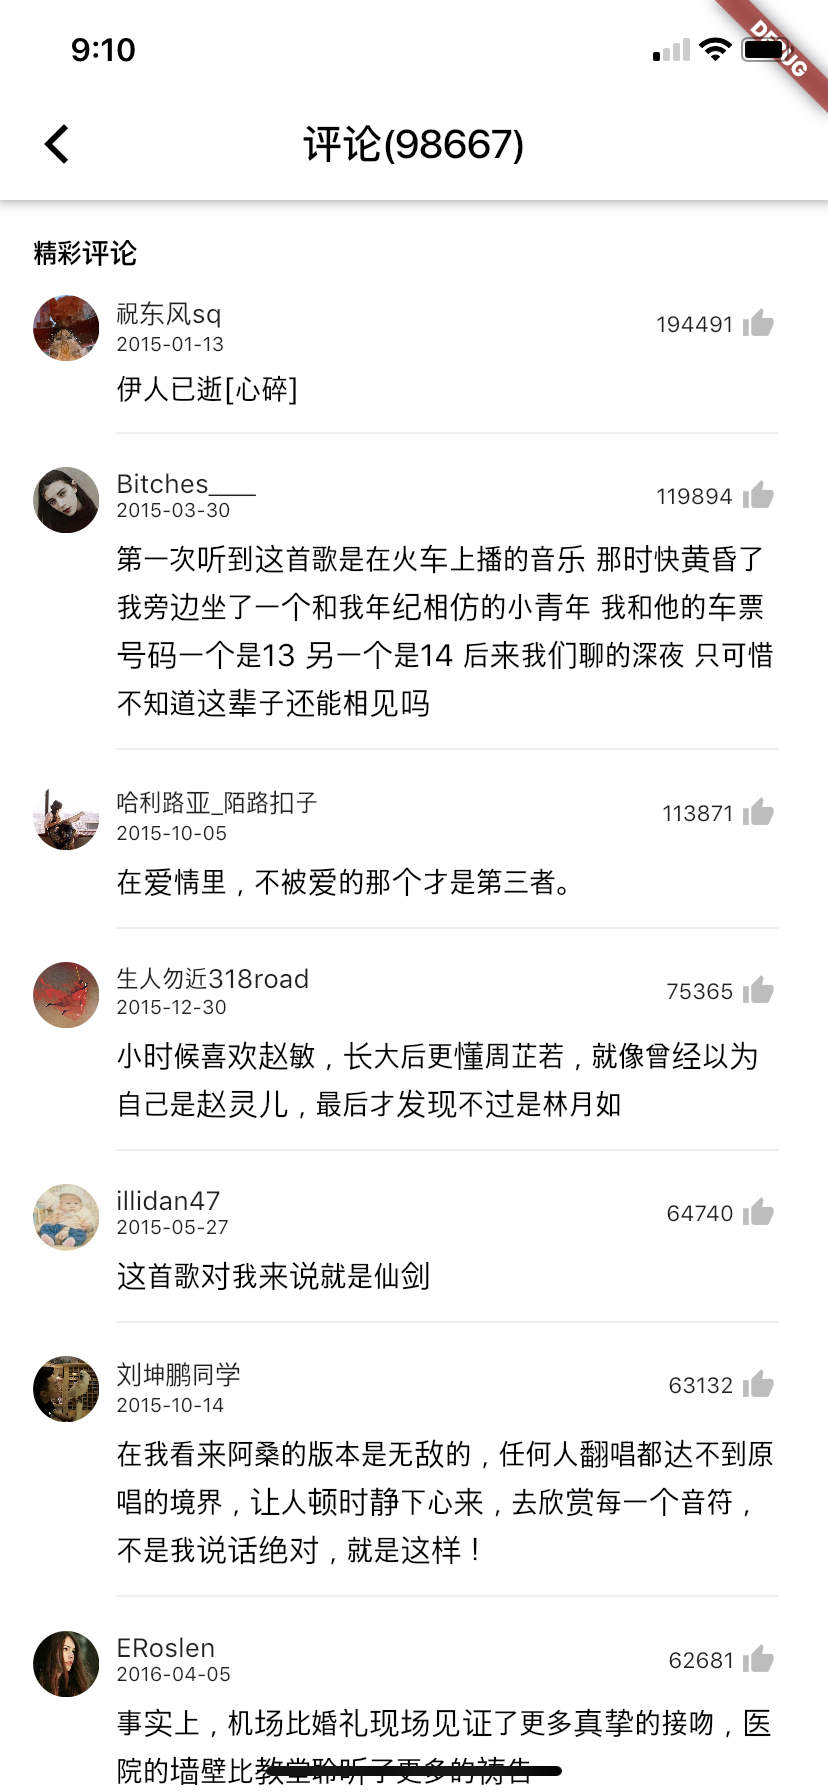 9:10
DEBUG
评论(98667)
精彩评论
祝东风sq
194491
2015-01-13
伊人已逝[心碎]
Bitches____
119894
2015-03-30
第一次听到这首歌是在火车上播的音乐 那时快黄昏了
我旁边坐了一个和我年纪相仿的小青年 我和他的车票
号码一个是13 另一个是14 后来我们聊的深夜 只可惜
不知道这辈子还能相见吗
哈利路亚_陌路扣子
113871
2015-10-05
在爱情里，不被爱的那个才是第三者。
生人勿近318road
75365
2015-12-30
小时候喜欢赵敏，长大后更懂周芷若，就像曾经以为
自己是赵灵儿，最后才发现不过是林月如
illidan47
64740
2015-05-27
这首歌对我来说就是仙剑
刘坤鹏同学
63132
2015-10-14
在我看来阿桑的版本是无敌的，任何人翻唱都达不到原
唱的境界，让人顿时静下心来，去欣赏每一个音符，
不是我说话绝对，就是这样！
ERoslen
62681
2016-04-05
事实上，机场比婚礼现场见证了更多真挚的接吻，医
院的墙壁比教堂聆听了更多的祷告